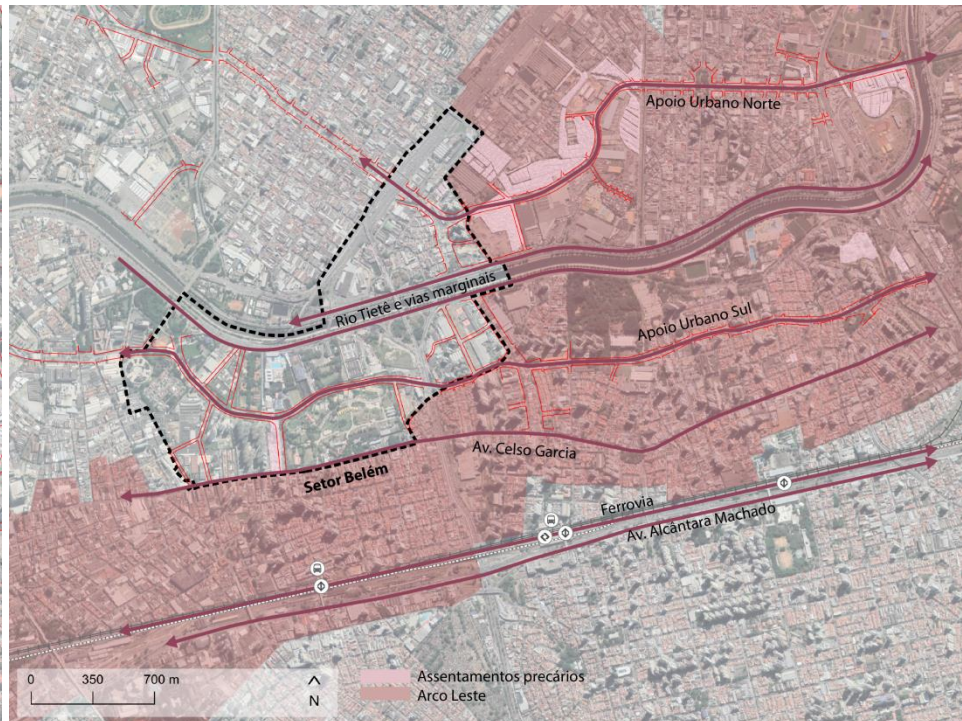 Apoio Urbano Norte
Rio Tietê e vias marginais
Apoio Urbano Sul
Av. Celso Garcia
Setor Belém
Ferrovia
Av. Alcântara Machado
0 350 700 m
N
Assentamentos precários
Arco Leste